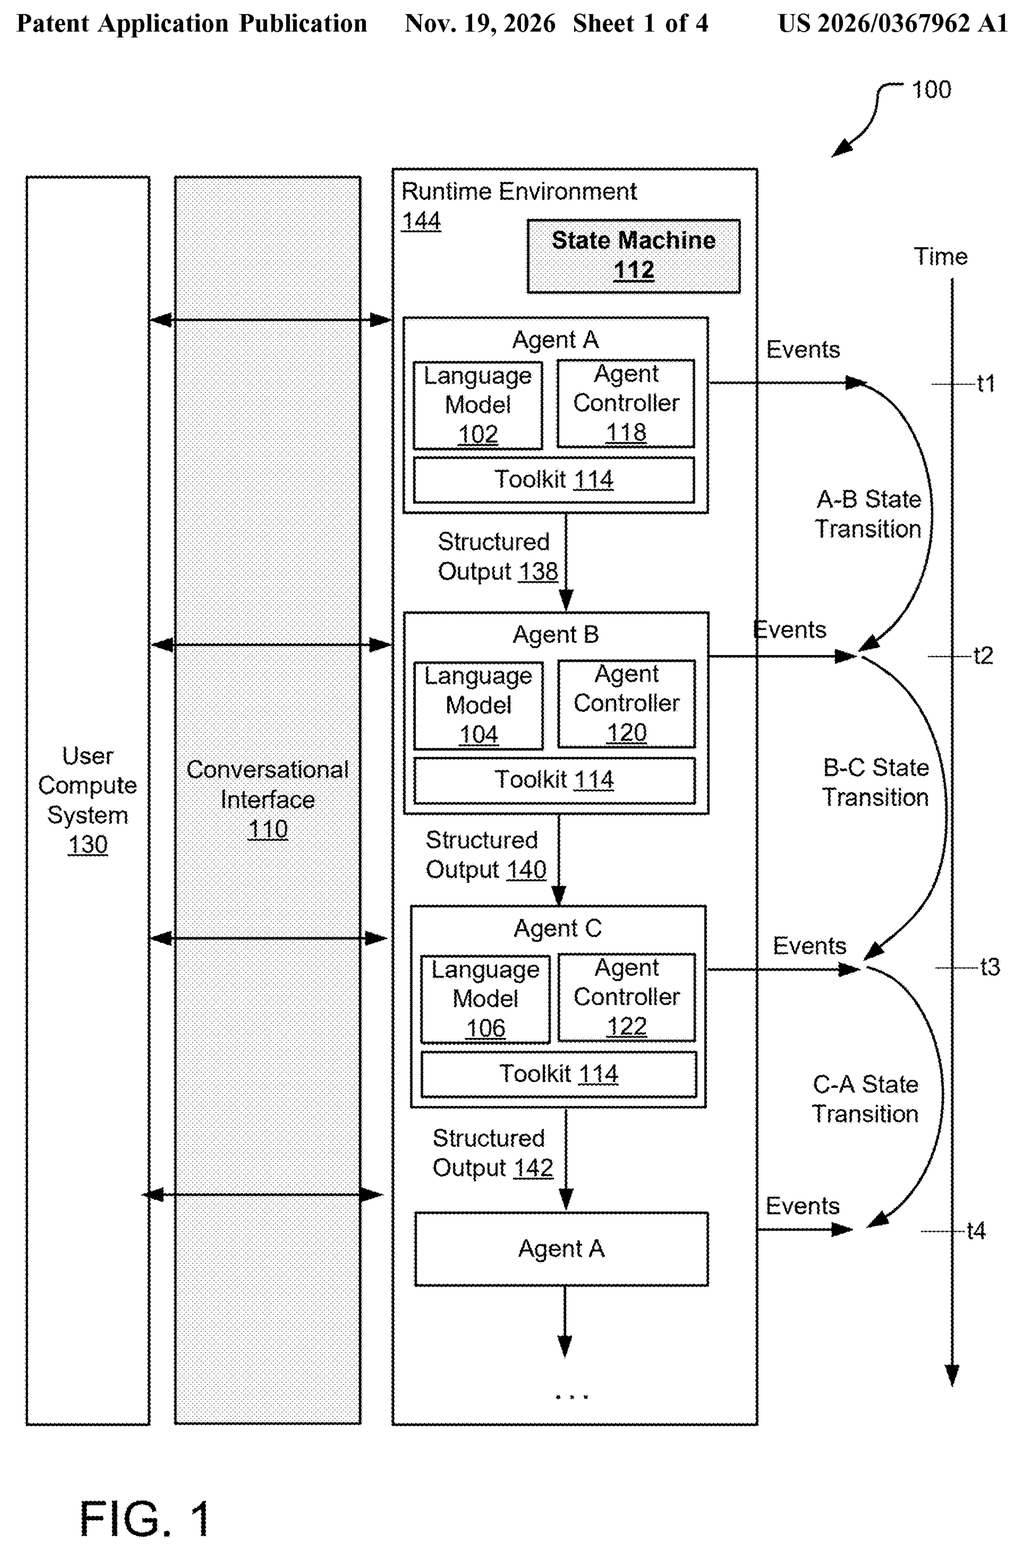 Patent Application Publication Nov. 19, 2026 Sheet 1 of 4 US 2026/0367962 A1
100
Runtime Environment
144
State Machine
112
Time
Agent A
Language
Model
102
Agent
Controller
118
Toolkit 114
Events
t1
A-B State
Transition
Structured
Output 138
Agent B
Language
Model
104
Agent
Controller
120
Toolkit 114
Events
t2
User
Compute
System
130
Conversational
Interface
110
B-C State
Transition
Structured
Output 140
Agent C
Language
Model
106
Agent
Controller
122
Toolkit 114
Events
t3
C-A State
Transition
Structured
Output 142
Agent A
Events
t4
...
FIG. 1